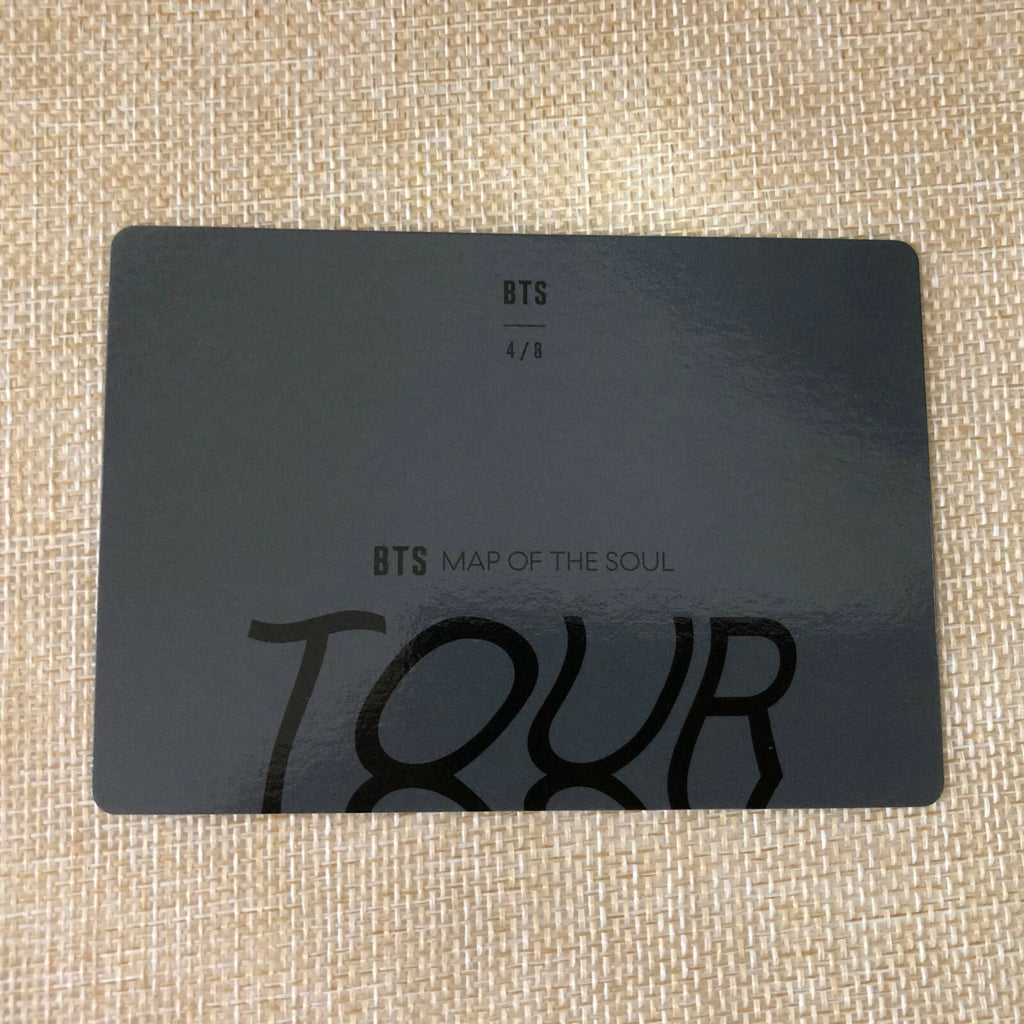 BTS
4/8
BTS MAP OF THE SOUL
TOUR